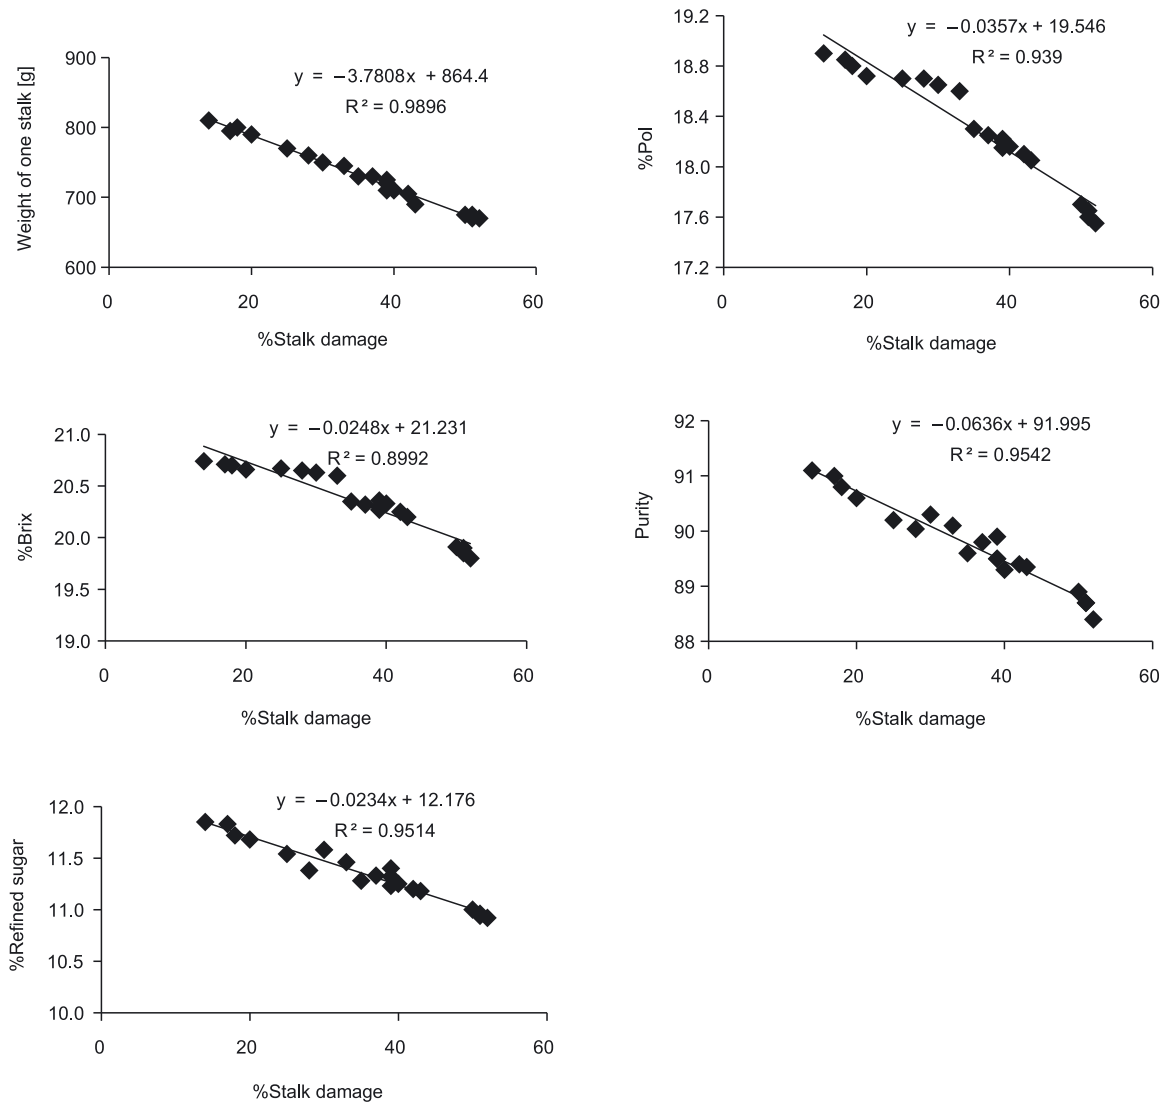 900
800
700
600
Weight of one stalk [g]
y = −3.7808x + 864.4
R² = 0.9896
0 20 40 60
%Stalk damage
19.2
18.8
18.4
18.0
17.6
17.2
%Pol
y = −0.0357x + 19.546
R² = 0.939
0 20 40 60
%Stalk damage
21.0
20.5
20.0
19.5
19.0
%Brix
y = −0.0248x + 21.231
R² = 0.8992
0 20 40 60
%Stalk damage
92
91
90
89
88
Purity
y = −0.0636x + 91.995
R² = 0.9542
0 20 40 60
%Stalk damage
12.0
11.5
11.0
10.5
10.0
%Refined sugar
y = −0.0234x + 12.176
R² = 0.9514
0 20 40 60
%Stalk damage